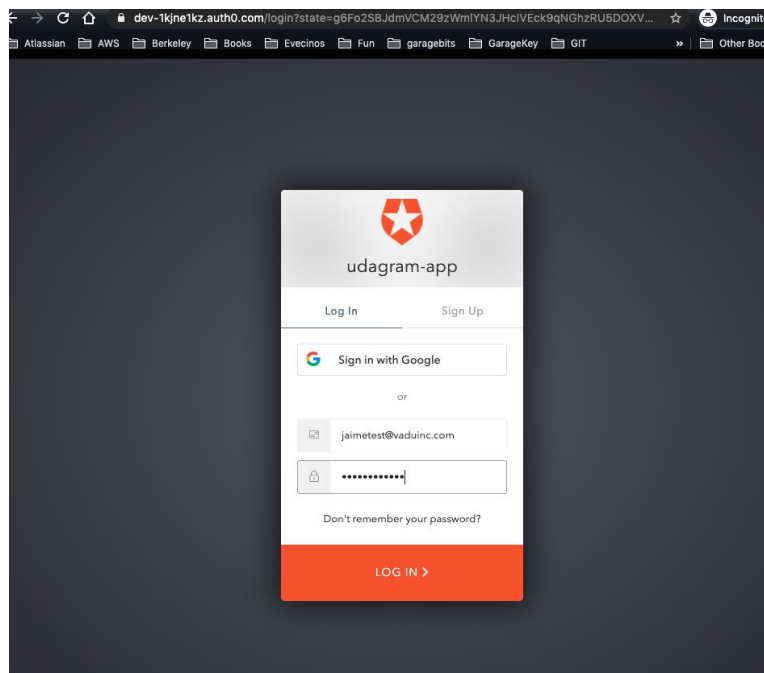 dev-1kjne1kz.auth0.com/login?state=g6Fo2SBJdmVCM29zWmlYN3JHclVEck9qNGhzRU5DOXV... Incognit
Atlassian AWS Berkeley Books Evecinos Fun garagebits GarageKey GIT » Other Boo
udagram-app
Log In Sign Up
G Sign in with Google
or
jaimetest@vaduinc.com
••••••••••••
Don't remember your password?
LOG IN >